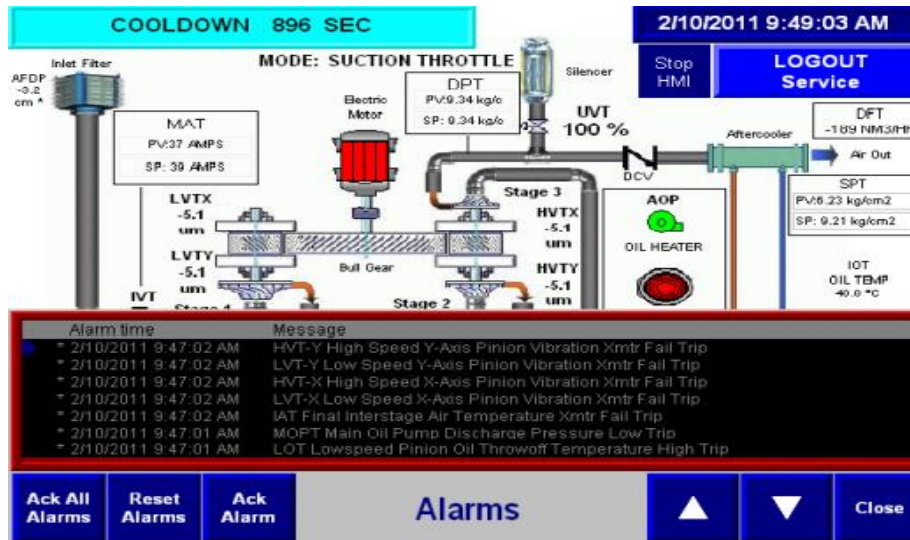 COOLDOWN 896 SEC
2/10/2011 9:49:03 AM
Inlet Filter
MODE: SUCTION THROTTLE
Silencer
Stop
HMI
LOGOUT
Service
AFDP
-3.2
cm *
DPT
PV:9.34 kg/c
SP: 9.34 kg/c
Electric
Motor
UVT
100 %
DFT
-189 NM3/HR
MAT
PV:37 AMPS
SP: 39 AMPS
Aftercooler
Air Out
DCV
SPT
PV:6.23 kg/cm2
SP: 9.21 kg/cm2
Stage 3
LVTX
-5.1
um
HVTX
-5.1
um
AOP
OIL HEATER
LVTY
-5.1
um
Bull Gear
HVTY
-5.1
um
IOT
OIL TEMP
40.0 °C
IVT
Stage 1
Stage 2
Alarm time Message
* 2/10/2011 9:47:02 AM HVT-Y High Speed Y-Axis Pinion Vibration Xmtr Fail Trip
* 2/10/2011 9:47:02 AM LVT-Y Low Speed Y-Axis Pinion Vibration Xmtr Fail Trip
* 2/10/2011 9:47:02 AM HVT-X High Speed X-Axis Pinion Vibration Xmtr Fail Trip
* 2/10/2011 9:47:02 AM LVT-X Low Speed X-Axis Pinion Vibration Xmtr Fail Trip
* 2/10/2011 9:47:02 AM IAT Final Interstage Air Temperature Xmtr Fail Trip
* 2/10/2011 9:47:01 AM MOPT Main Oil Pump Discharge Pressure Low Trip
* 2/10/2011 9:47:01 AM LOT Lowspeed Pinion Oil Throwoff Temperature High Trip
Ack All
Alarms
Reset
Alarms
Ack
Alarm
Alarms
Close